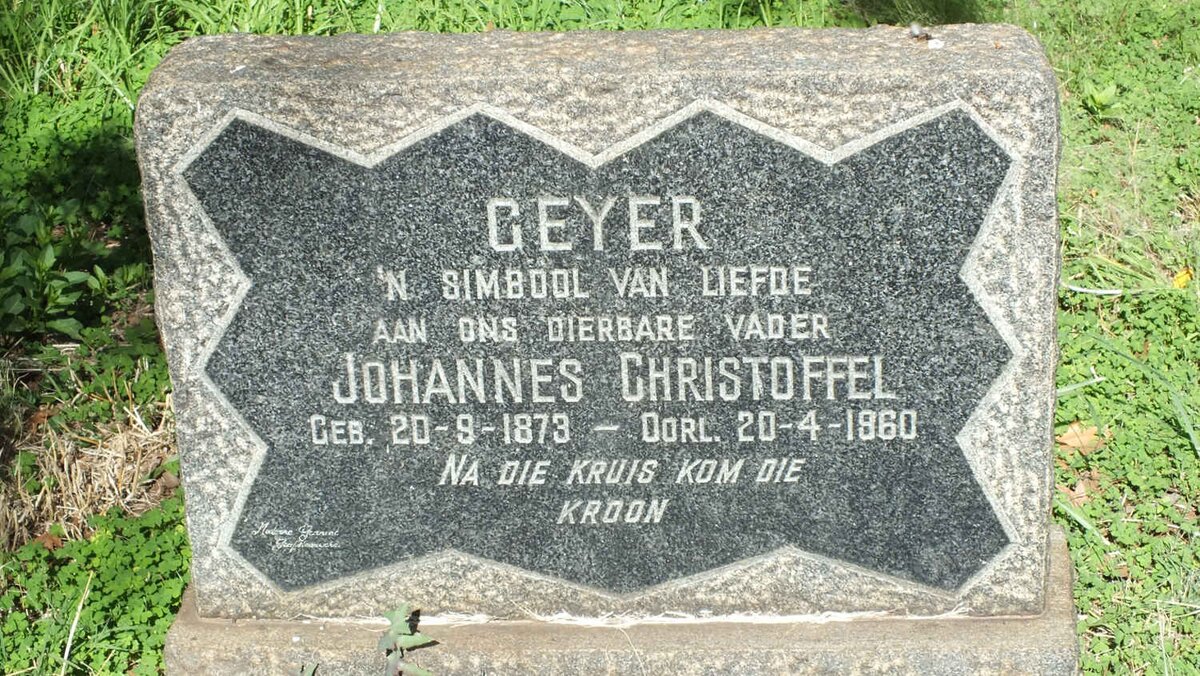 GEYER
'N SIMBOOL VAN LIEFDE
AAN ONS DIERBARE VADER
JOHANNES CHRISTOFFEL
GEB. 20-9-1873 – OORL. 20-4-1960
NA DIE KRUIS KOM DIE
KROON